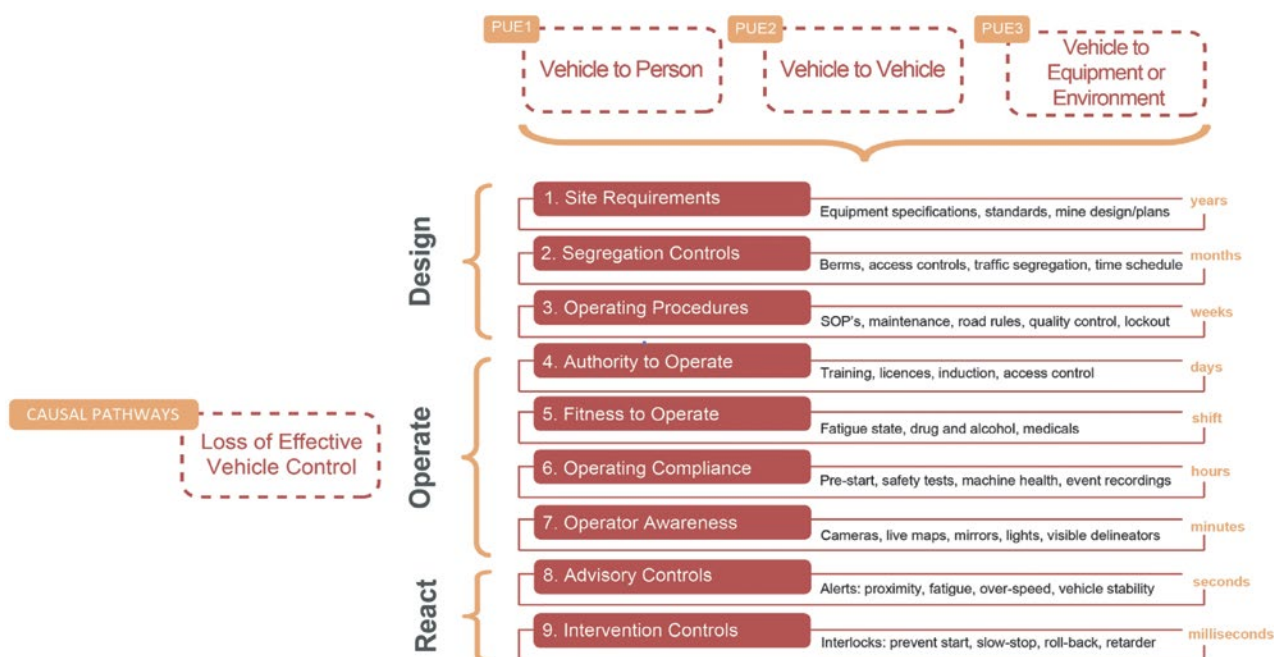 PUE1
Vehicle to Person
PUE2
Vehicle to Vehicle
PUE3
Vehicle to
Equipment or
Environment
Design
1. Site Requirements
Equipment specifications, standards, mine design/plans
years
2. Segregation Controls
Berms, access controls, traffic segregation, time schedule
months
3. Operating Procedures
SOP's, maintenance, road rules, quality control, lockout
weeks
CAUSAL PATHWAYS
Loss of Effective
Vehicle Control
Operate
4. Authority to Operate
Training, licences, induction, access control
days
5. Fitness to Operate
Fatigue state, drug and alcohol, medicals
shift
6. Operating Compliance
Pre-start, safety tests, machine health, event recordings
hours
7. Operator Awareness
Cameras, live maps, mirrors, lights, visible delineators
minutes
React
8. Advisory Controls
Alerts: proximity, fatigue, over-speed, vehicle stability
seconds
9. Intervention Controls
Interlocks: prevent start, slow-stop, roll-back, retarder
milliseconds